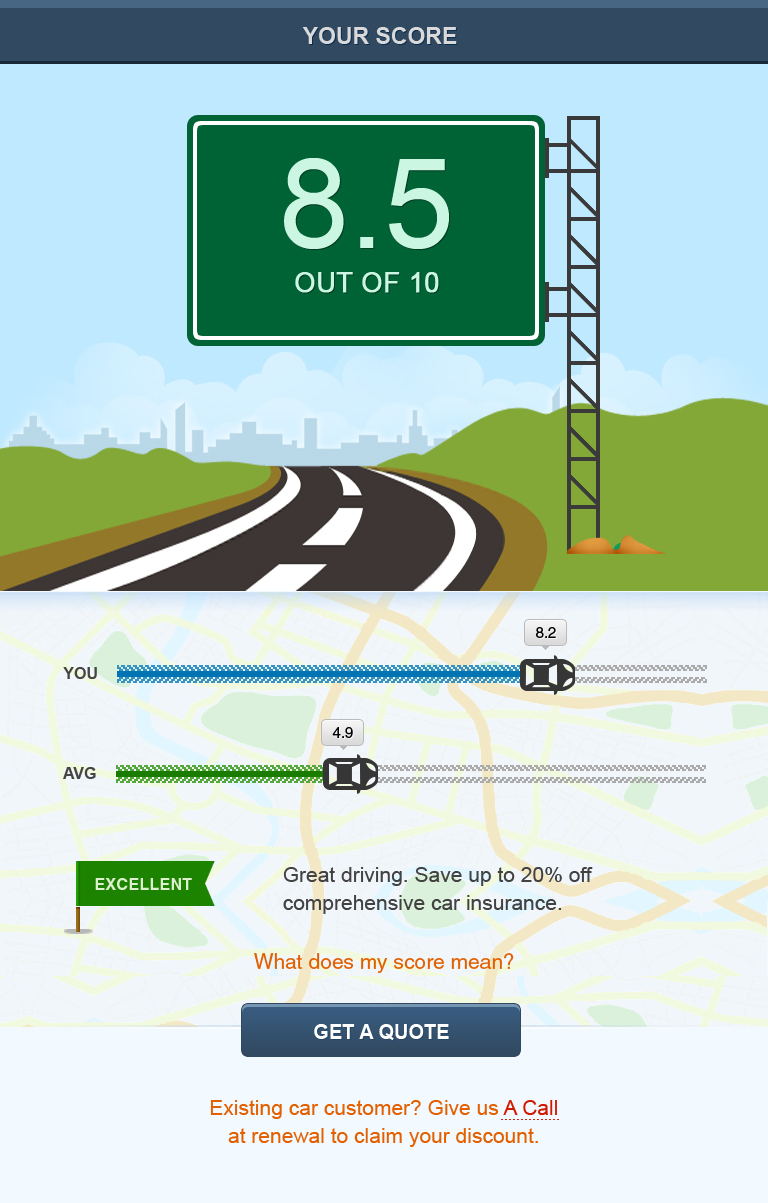 YOUR SCORE
8.5
OUT OF 10
8.2
YOU
4.9
AVG
EXCELLENT
Great driving. Save up to 20% off
comprehensive car insurance.
What does my score mean?
GET A QUOTE
Existing car customer? Give us A Call
at renewal to claim your discount.